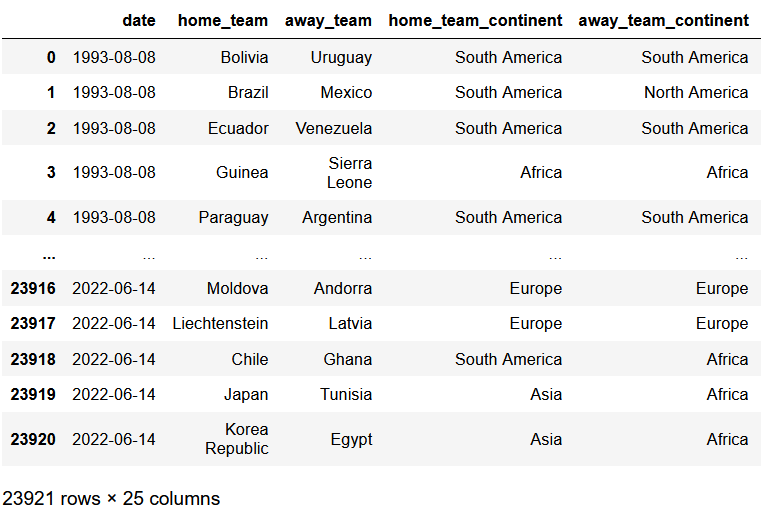 date home_team away_team home_team_continent away_team_continent
0 1993-08-08 Bolivia Uruguay South America South America
1 1993-08-08 Brazil Mexico South America North America
2 1993-08-08 Ecuador Venezuela South America South America
3 1993-08-08 Guinea Sierra Leone Africa Africa
4 1993-08-08 Paraguay Argentina South America South America
... ... ... ... ... ...
23916 2022-06-14 Moldova Andorra Europe Europe
23917 2022-06-14 Liechtenstein Latvia Europe Europe
23918 2022-06-14 Chile Ghana South America Africa
23919 2022-06-14 Japan Tunisia Asia Africa
23920 2022-06-14 Korea Republic Egypt Asia Africa
23921 rows × 25 columns